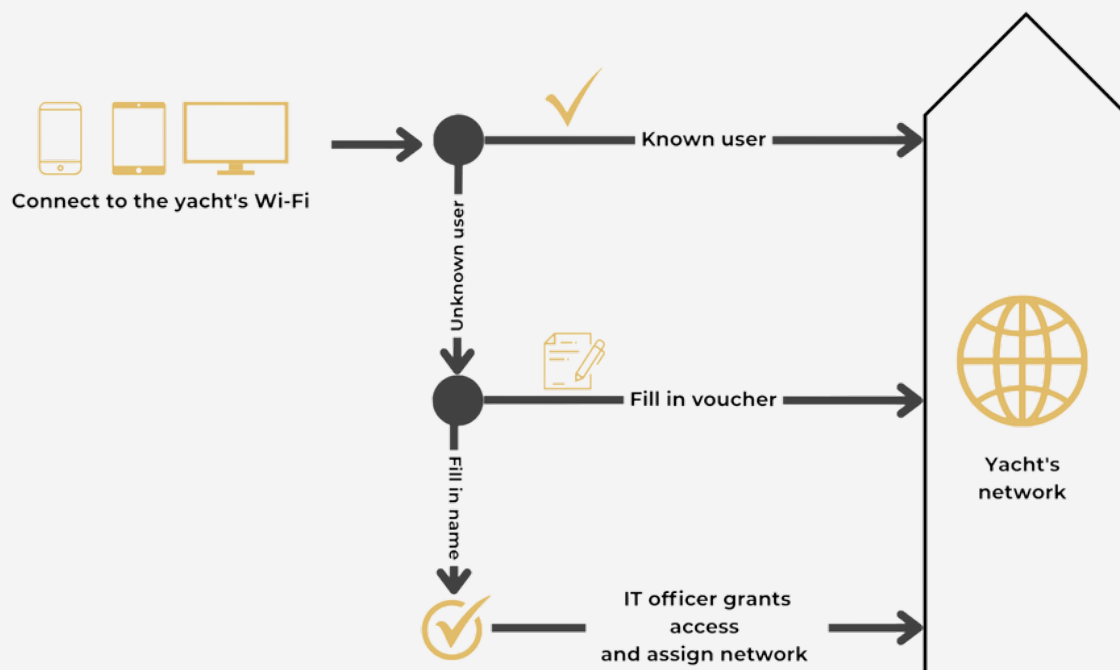 Known user
Connect to the yacht's Wi-Fi
Unknown user
Fill in voucher
Yacht's
network
Fill in name
IT officer grants
access
and assign network